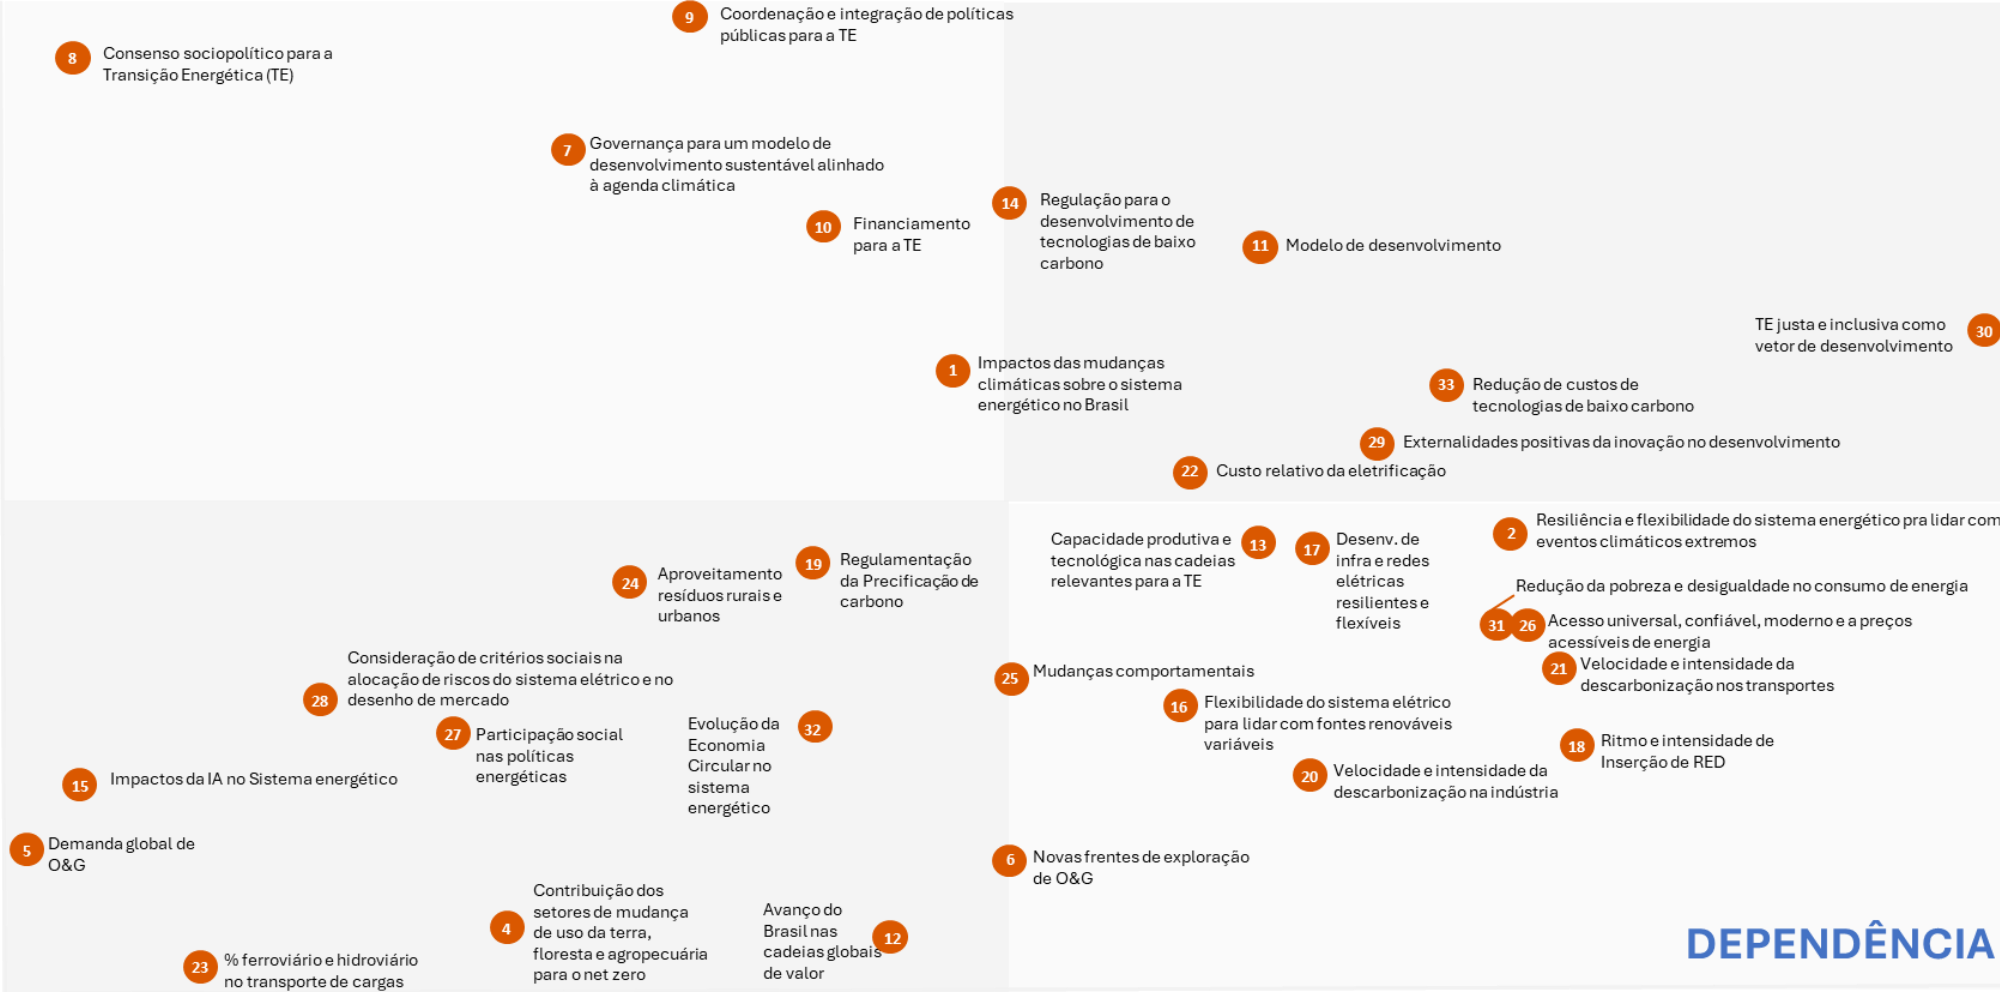 9
Coordenação e integração de políticas
públicas para a TE
8
Consenso sociopolítico para a
Transição Energética (TE)
7
Governança para um modelo de
desenvolvimento sustentável alinhado
à agenda climática
14
Regulação para o
desenvolvimento de
tecnologias de baixo
carbono
10
Financiamento
para a TE
11
Modelo de desenvolvimento
TE justa e inclusiva como
vetor de desenvolvimento
30
1
Impactos das mudanças
climáticas sobre o sistema
energético no Brasil
33
Redução de custos de
tecnologias de baixo carbono
29
Externalidades positivas da inovação no desenvolvimento
22
Custo relativo da eletrificação
Capacidade produtiva e
tecnológica nas cadeias
relevantes para a TE
13
17
Desenv. de
infra e redes
elétricas
resilientes e
flexíveis
2
Resiliência e flexibilidade do sistema energético pra lidar com
eventos climáticos extremos
24
Aproveitamento
resíduos rurais e
urbanos
19
Regulamentação
da Precificação de
carbono
Redução da pobreza e desigualdade no consumo de energia
31
26
Acesso universal, confiável, moderno e a preços
acessíveis de energia
21
Velocidade e intensidade da
descarbonização nos transportes
28
Consideração de critérios sociais na
alocação de riscos do sistema elétrico e no
desenho de mercado
25
Mudanças comportamentais
16
Flexibilidade do sistema elétrico
para lidar com fontes renováveis
variáveis
27
Participação social
nas políticas
energéticas
Evolução da
Economia
Circular no
sistema
energético
32
18
Ritmo e intensidade de
Inserção de RED
15
Impactos da IA no Sistema energético
20
Velocidade e intensidade da
descarbonização na indústria
5
Demanda global de
O&G
6
Novas frentes de exploração
de O&G
4
Contribuição dos
setores de mudança
de uso da terra,
floresta e agropecuária
para o net zero
Avanço do
Brasil nas
cadeias globais
de valor
12
23
% ferroviário e hidroviário
no transporte de cargas
DEPENDÊNCIA